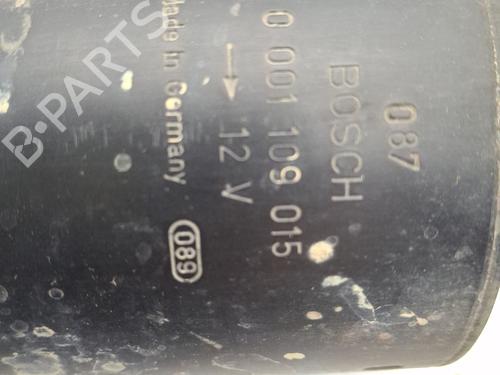 087
BOSCH
0 001 109 015
→ 12 V
Made in Germany
089
B-PARTS